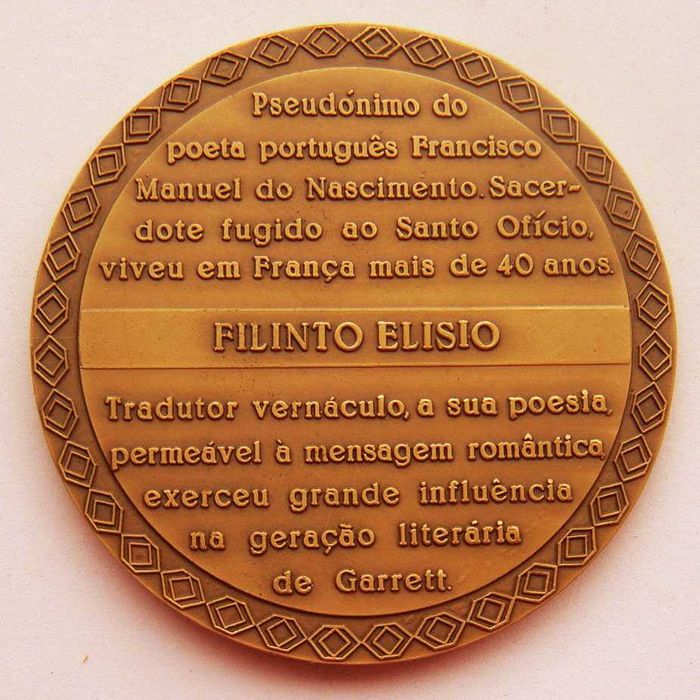 Pseudónimo do
poeta português Francisco
Manuel do Nascimento. Sacer-
dote fugido ao Santo Ofício,
viveu em França mais de 40 anos.
FILINTO ELISIO
Tradutor vernáculo, a sua poesia,
permeável à mensagem romântica,
exerceu grande influência
na geração literária
de Garrett.